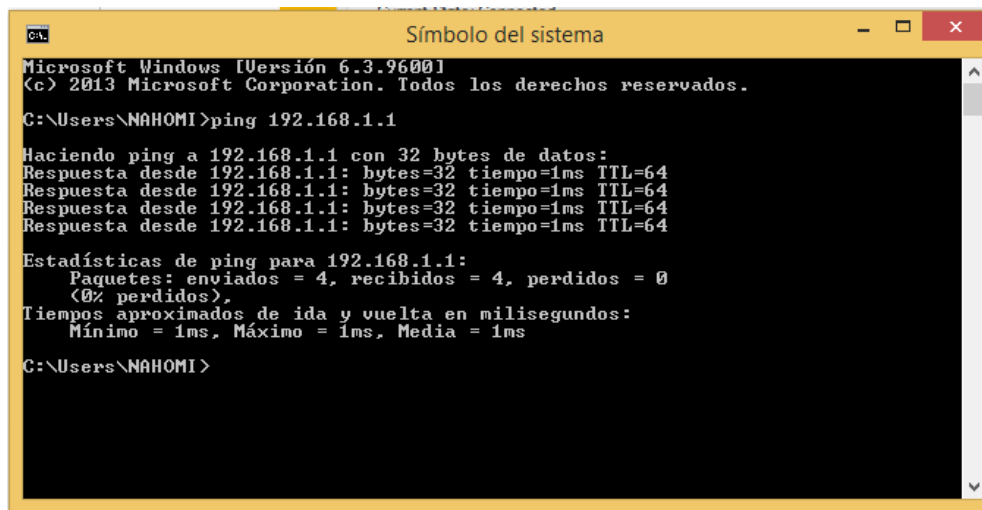 Símbolo del sistema
Microsoft Windows [Versión 6.3.9600]
(c) 2013 Microsoft Corporation. Todos los derechos reservados.
C:\Users\NAHOMI>ping 192.168.1.1
Haciendo ping a 192.168.1.1 con 32 bytes de datos:
Respuesta desde 192.168.1.1: bytes=32 tiempo=1ms TTL=64
Respuesta desde 192.168.1.1: bytes=32 tiempo=1ms TTL=64
Respuesta desde 192.168.1.1: bytes=32 tiempo=1ms TTL=64
Respuesta desde 192.168.1.1: bytes=32 tiempo=1ms TTL=64
Estadísticas de ping para 192.168.1.1:
Paquetes: enviados = 4, recibidos = 4, perdidos = 0
(0% perdidos),
Tiempos aproximados de ida y vuelta en milisegundos:
Mínimo = 1ms, Máximo = 1ms, Media = 1ms
C:\Users\NAHOMI>